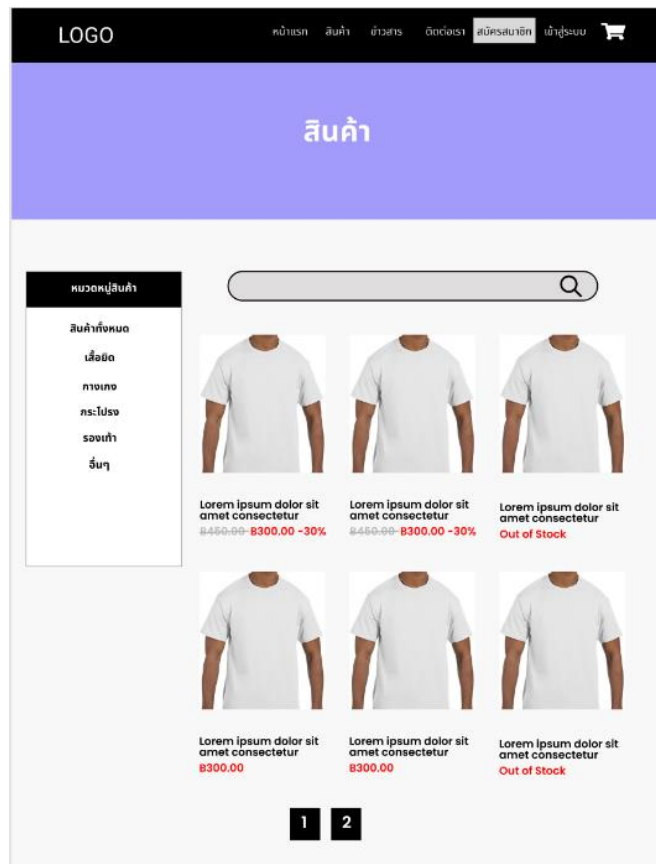 LOGO
หน้าแรก สินค้า ข่าวสาร ติดต่อเรา สมัครสมาชิก เข้าสู่ระบบ
สินค้า
หมวดหมู่สินค้า
สินค้าทั้งหมด
เสื้อยืด
กางเกง
กระโปรง
รองเท้า
อื่นๆ
Lorem ipsum dolor sit
amet consectetur
฿450.00 ฿300.00 -30%
Lorem ipsum dolor sit
amet consectetur
฿450.00 ฿300.00 -30%
Lorem ipsum dolor sit
amet consectetur
Out of Stock
Lorem ipsum dolor sit
amet consectetur
฿300.00
Lorem ipsum dolor sit
amet consectetur
฿300.00
Lorem ipsum dolor sit
amet consectetur
Out of Stock
1 2